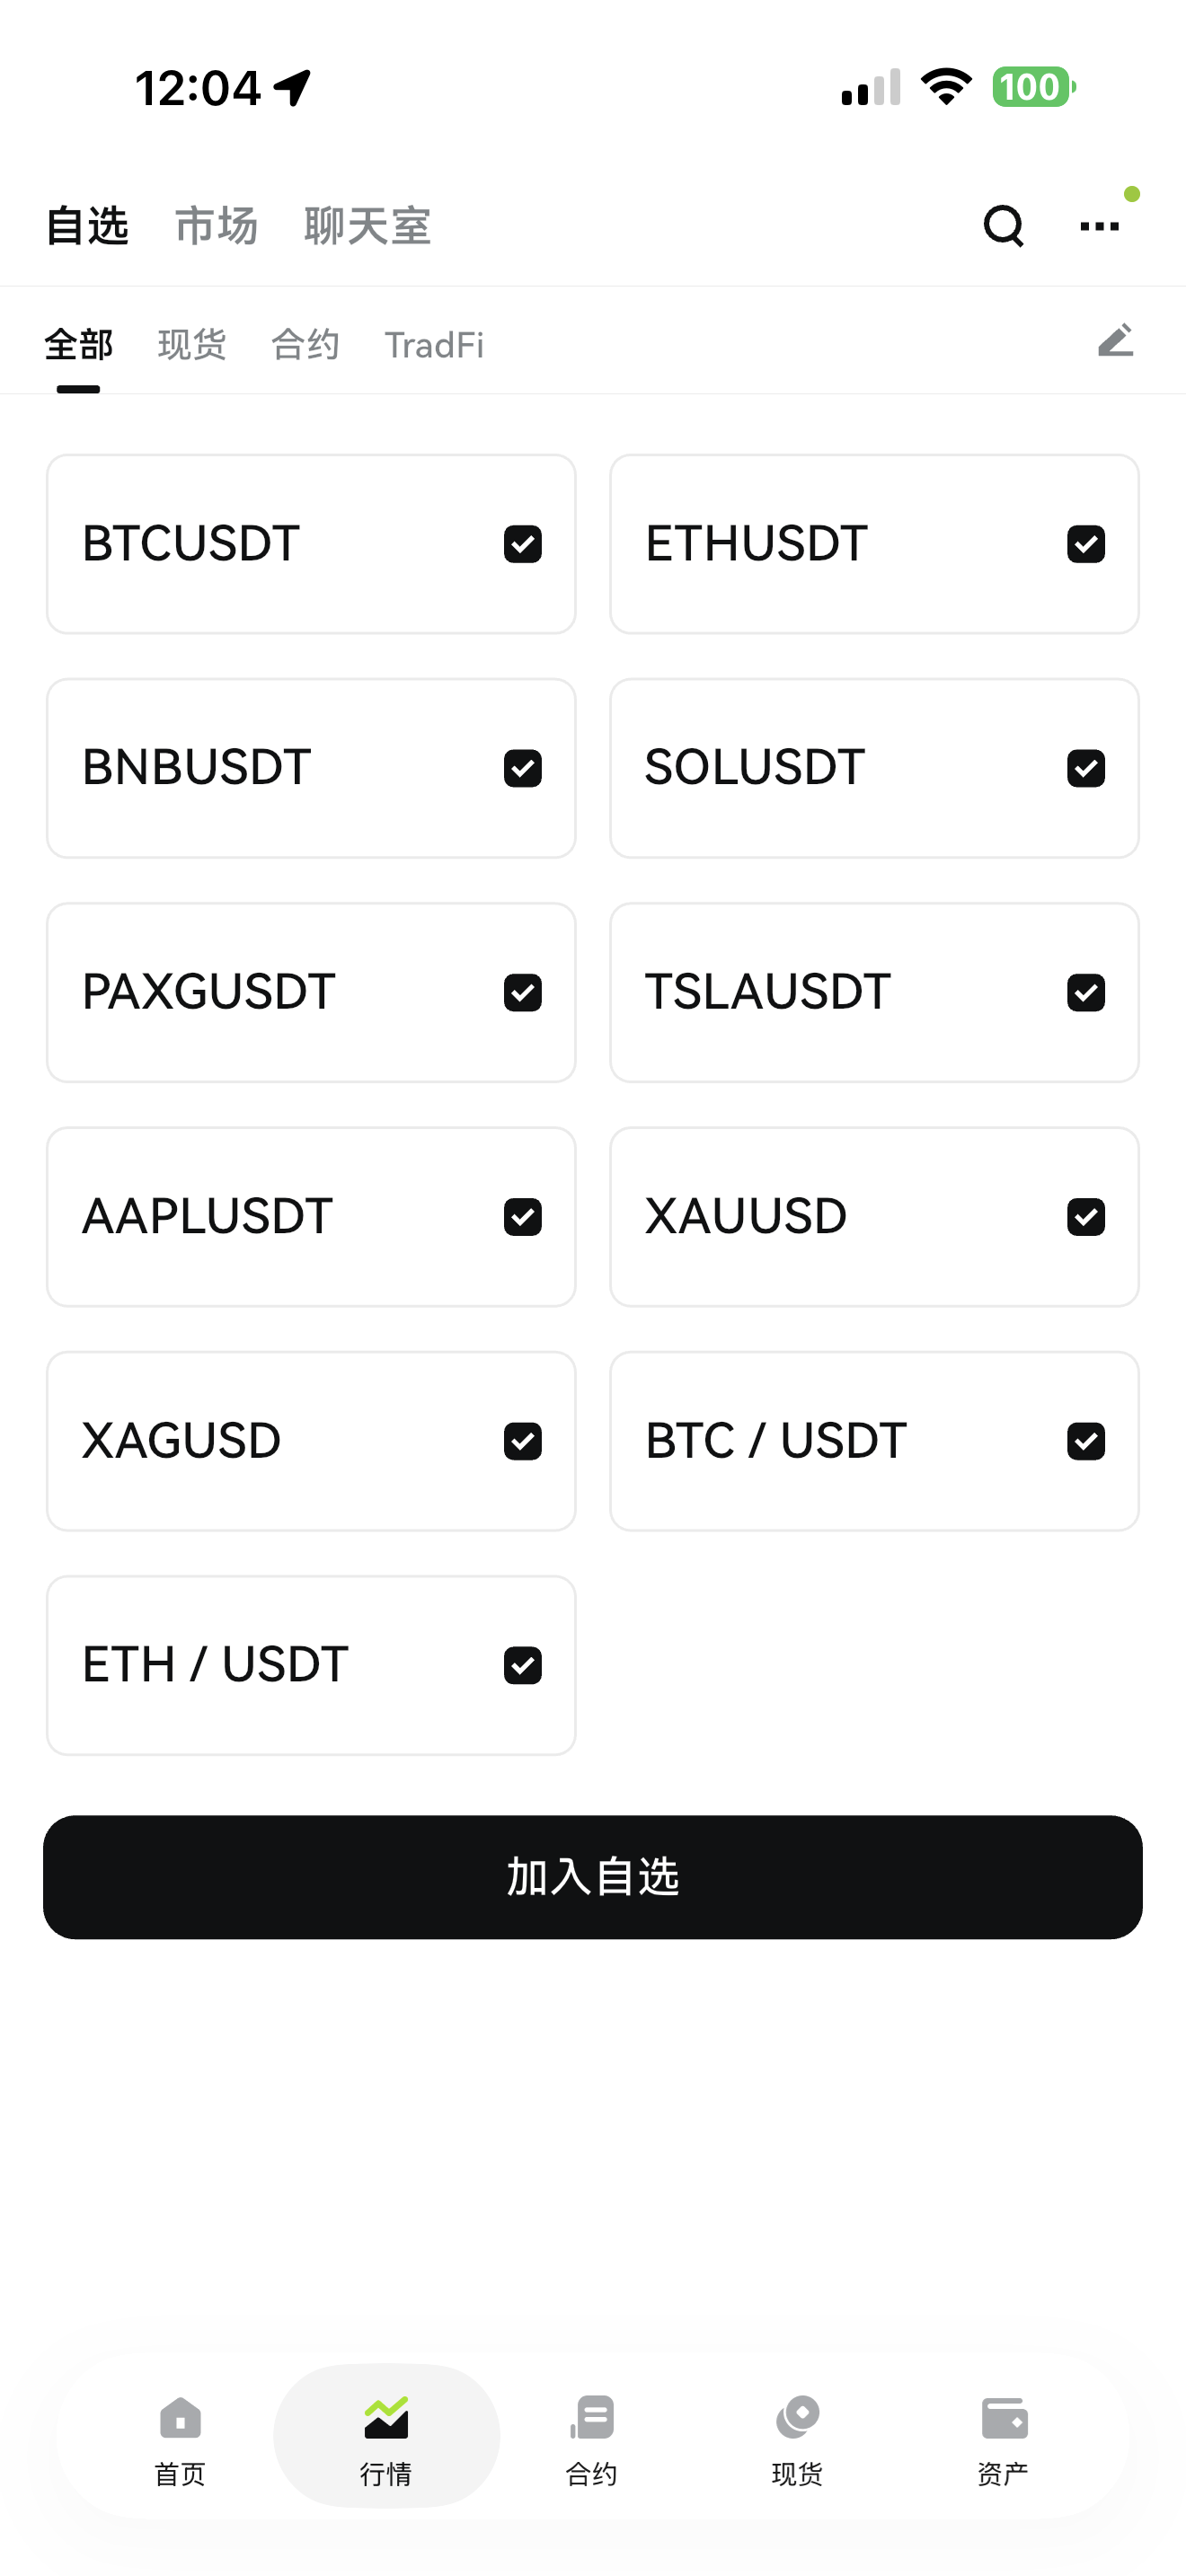 12:04
100
自选 市场 聊天室
全部 现货 合约 TradFi
BTCUSDT
ETHUSDT
BNBUSDT
SOLUSDT
PAXGUSDT
TSLAUSDT
AAPLUSDT
XAUUSD
XAGUSD
BTC / USDT
ETH / USDT
加入自选
首页 行情 合约 现货 资产